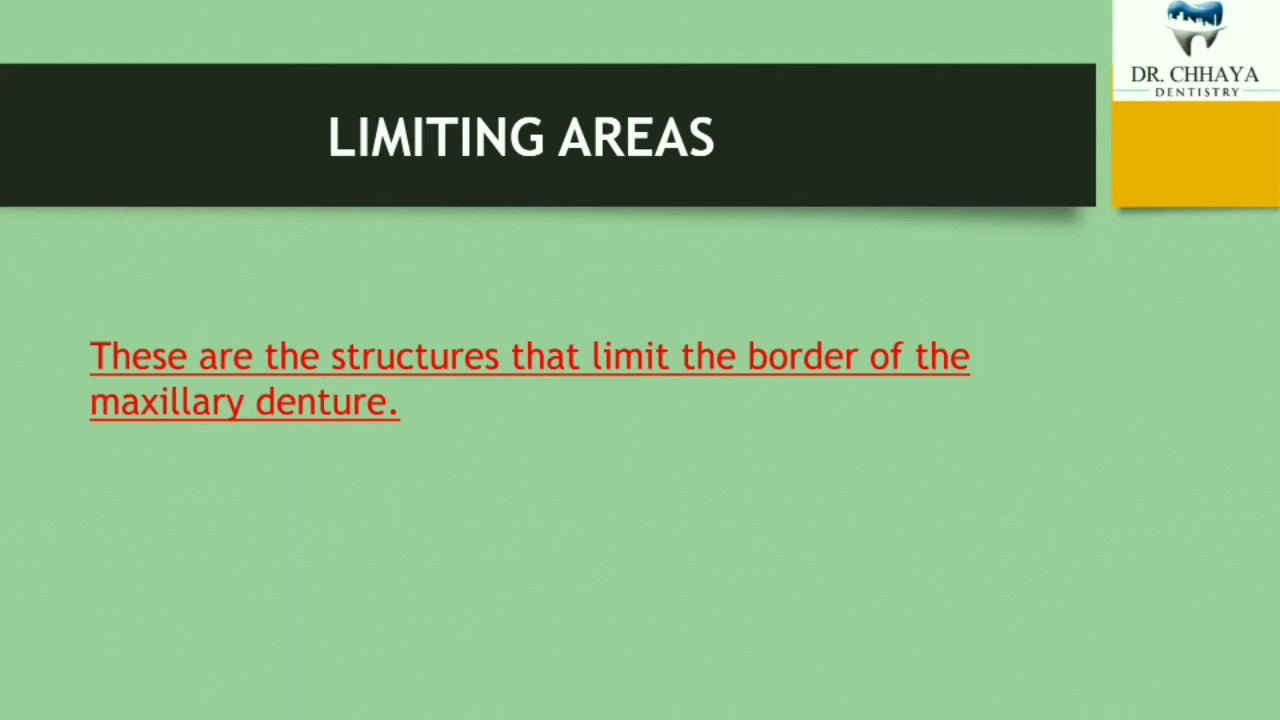 DR. CHHAYA
DENTISTRY
LIMITING AREAS
These are the structures that limit the border of the
maxillary denture.